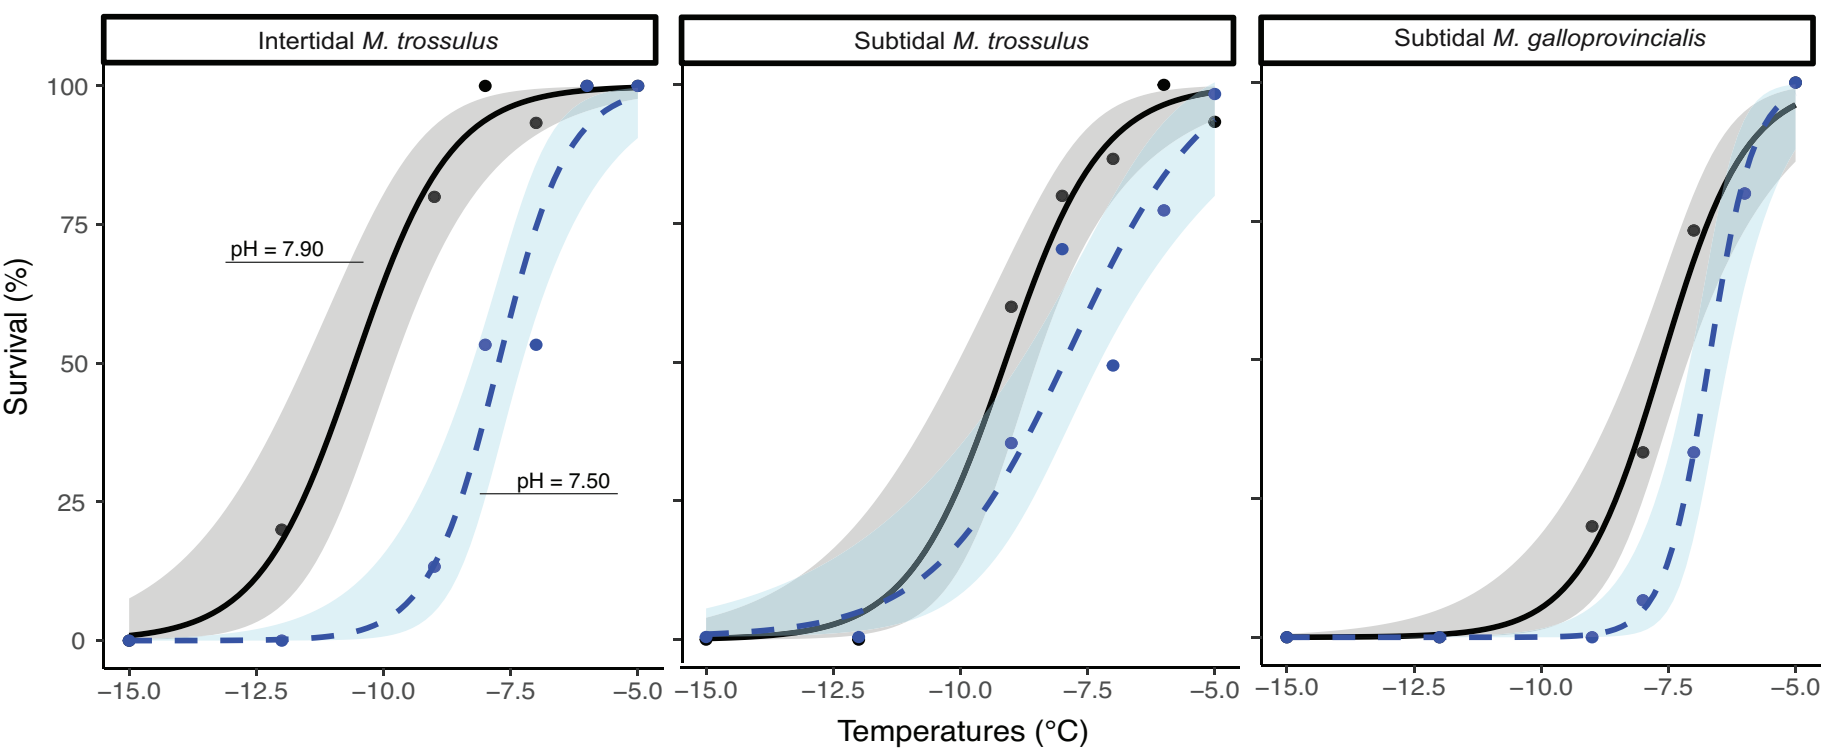 Intertidal M. trossulus
Subtidal M. trossulus
Subtidal M. galloprovincialis
Survival (%)
100
75
50
25
0
pH = 7.90
pH = 7.50
−15.0 −12.5 −10.0 −7.5 −5.0
−15.0 −12.5 −10.0 −7.5 −5.0
−15.0 −12.5 −10.0 −7.5 −5.0
Temperatures (°C)